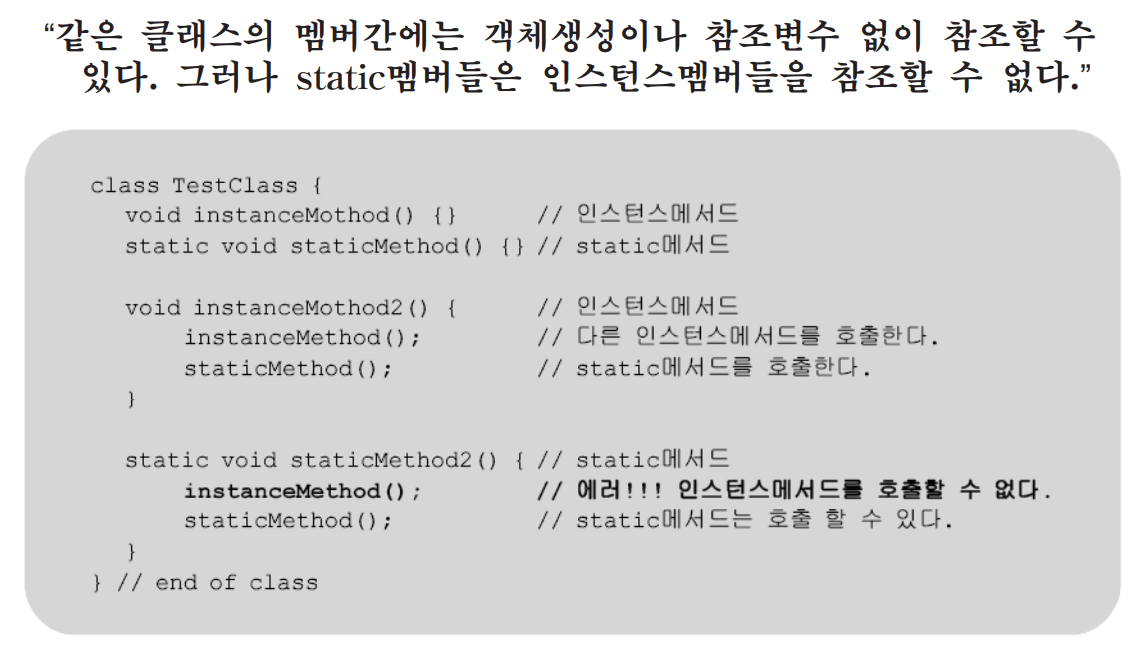 “같은 클래스의 멤버간에는 객체생성이나 참조변수 없이 참조할 수
있다. 그러나 static멤버들은 인스턴스멤버들을 참조할 수 없다.”
class TestClass {
void instanceMothod() {} // 인스턴스메서드
static void staticMethod() {} // static메서드
void instanceMothod2() { // 인스턴스메서드
instanceMethod(); // 다른 인스턴스메서드를 호출한다.
staticMethod(); // static메서드를 호출한다.
}
static void staticMethod2() { // static메서드
instanceMethod(); // 에러!!! 인스턴스메서드를 호출할 수 없다.
staticMethod(); // static메서드는 호출 할 수 있다.
}
} // end of class